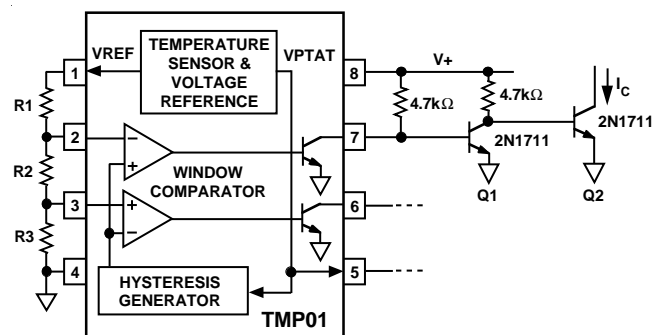 TEMPERATURE
SENSOR &
VOLTAGE
REFERENCE
VREF
VPTAT
1
2
3
4
8
7
6
5
R1
R2
R3
V+
4.7kΩ
4.7kΩ
IC
2N1711
2N1711
Q1
Q2
−
+
WINDOW
COMPARATOR
+
−
HYSTERESIS
GENERATOR
TMP01